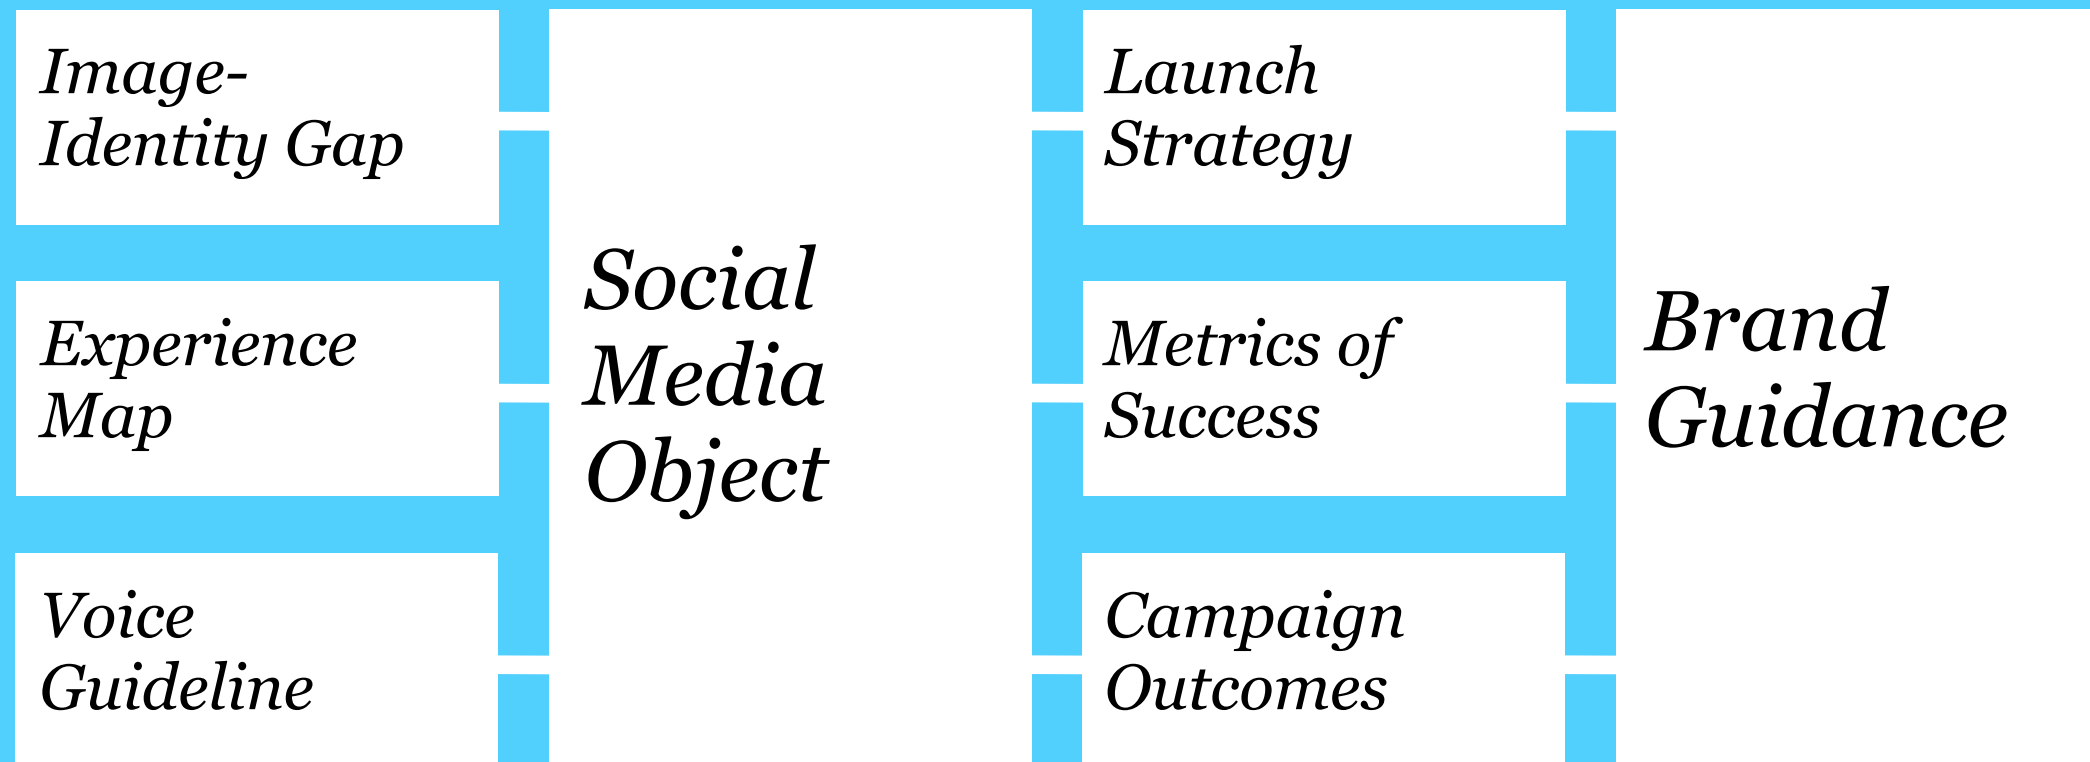 Image-
Identity Gap
Experience
Map
Voice
Guideline
Social
Media
Object
Launch
Strategy
Metrics of
Success
Campaign
Outcomes
Brand
Guidance